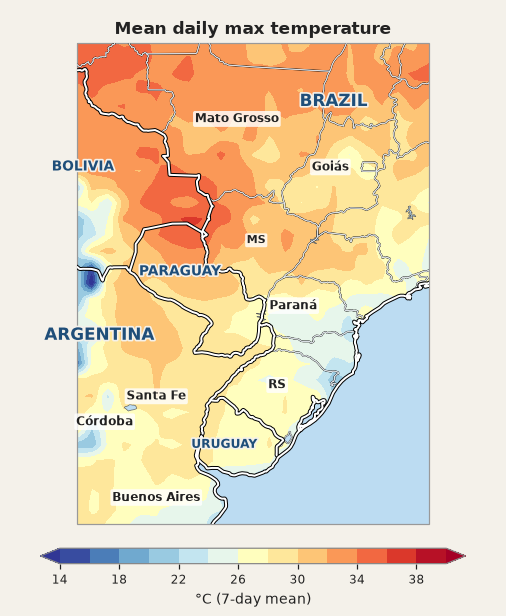 Mean daily max temperature
BRAZIL
Mato Grosso
BOLIVIA
Goiás
MS
PARAGUAY
Paraná
ARGENTINA
RS
Santa Fe
Córdoba
URUGUAY
Buenos Aires
14 18 22 26 30 34 38
°C (7-day mean)